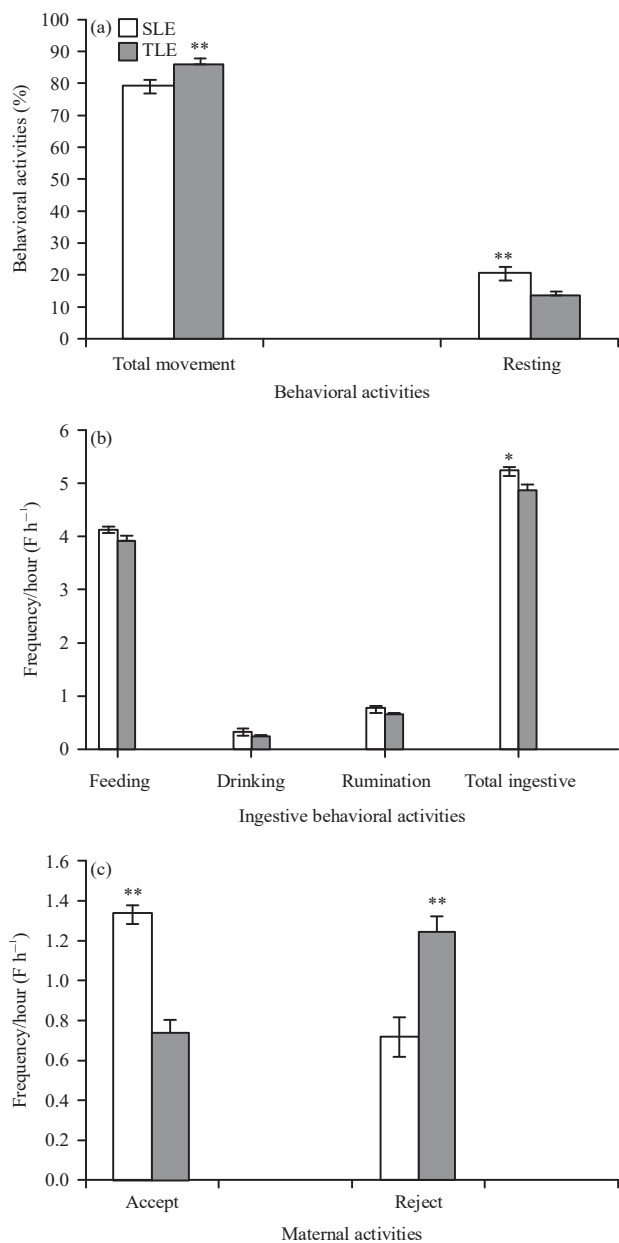 (a)
SLE
TLE
**
**
100
90
80
70
60
50
40
30
20
10
0
Behavioral activities (%)
Total movement Resting
Behavioral activities
(b)
*
6
5
4
3
2
1
0
Frequency/hour (F h⁻¹)
Feeding Drinking Rumination Total ingestive
Ingestive behavioral activities
(c)
**
**
1.6
1.4
1.2
1.0
0.8
0.6
0.4
0.2
0.0
Frequency/hour (F h⁻¹)
Accept Reject
Maternal activities